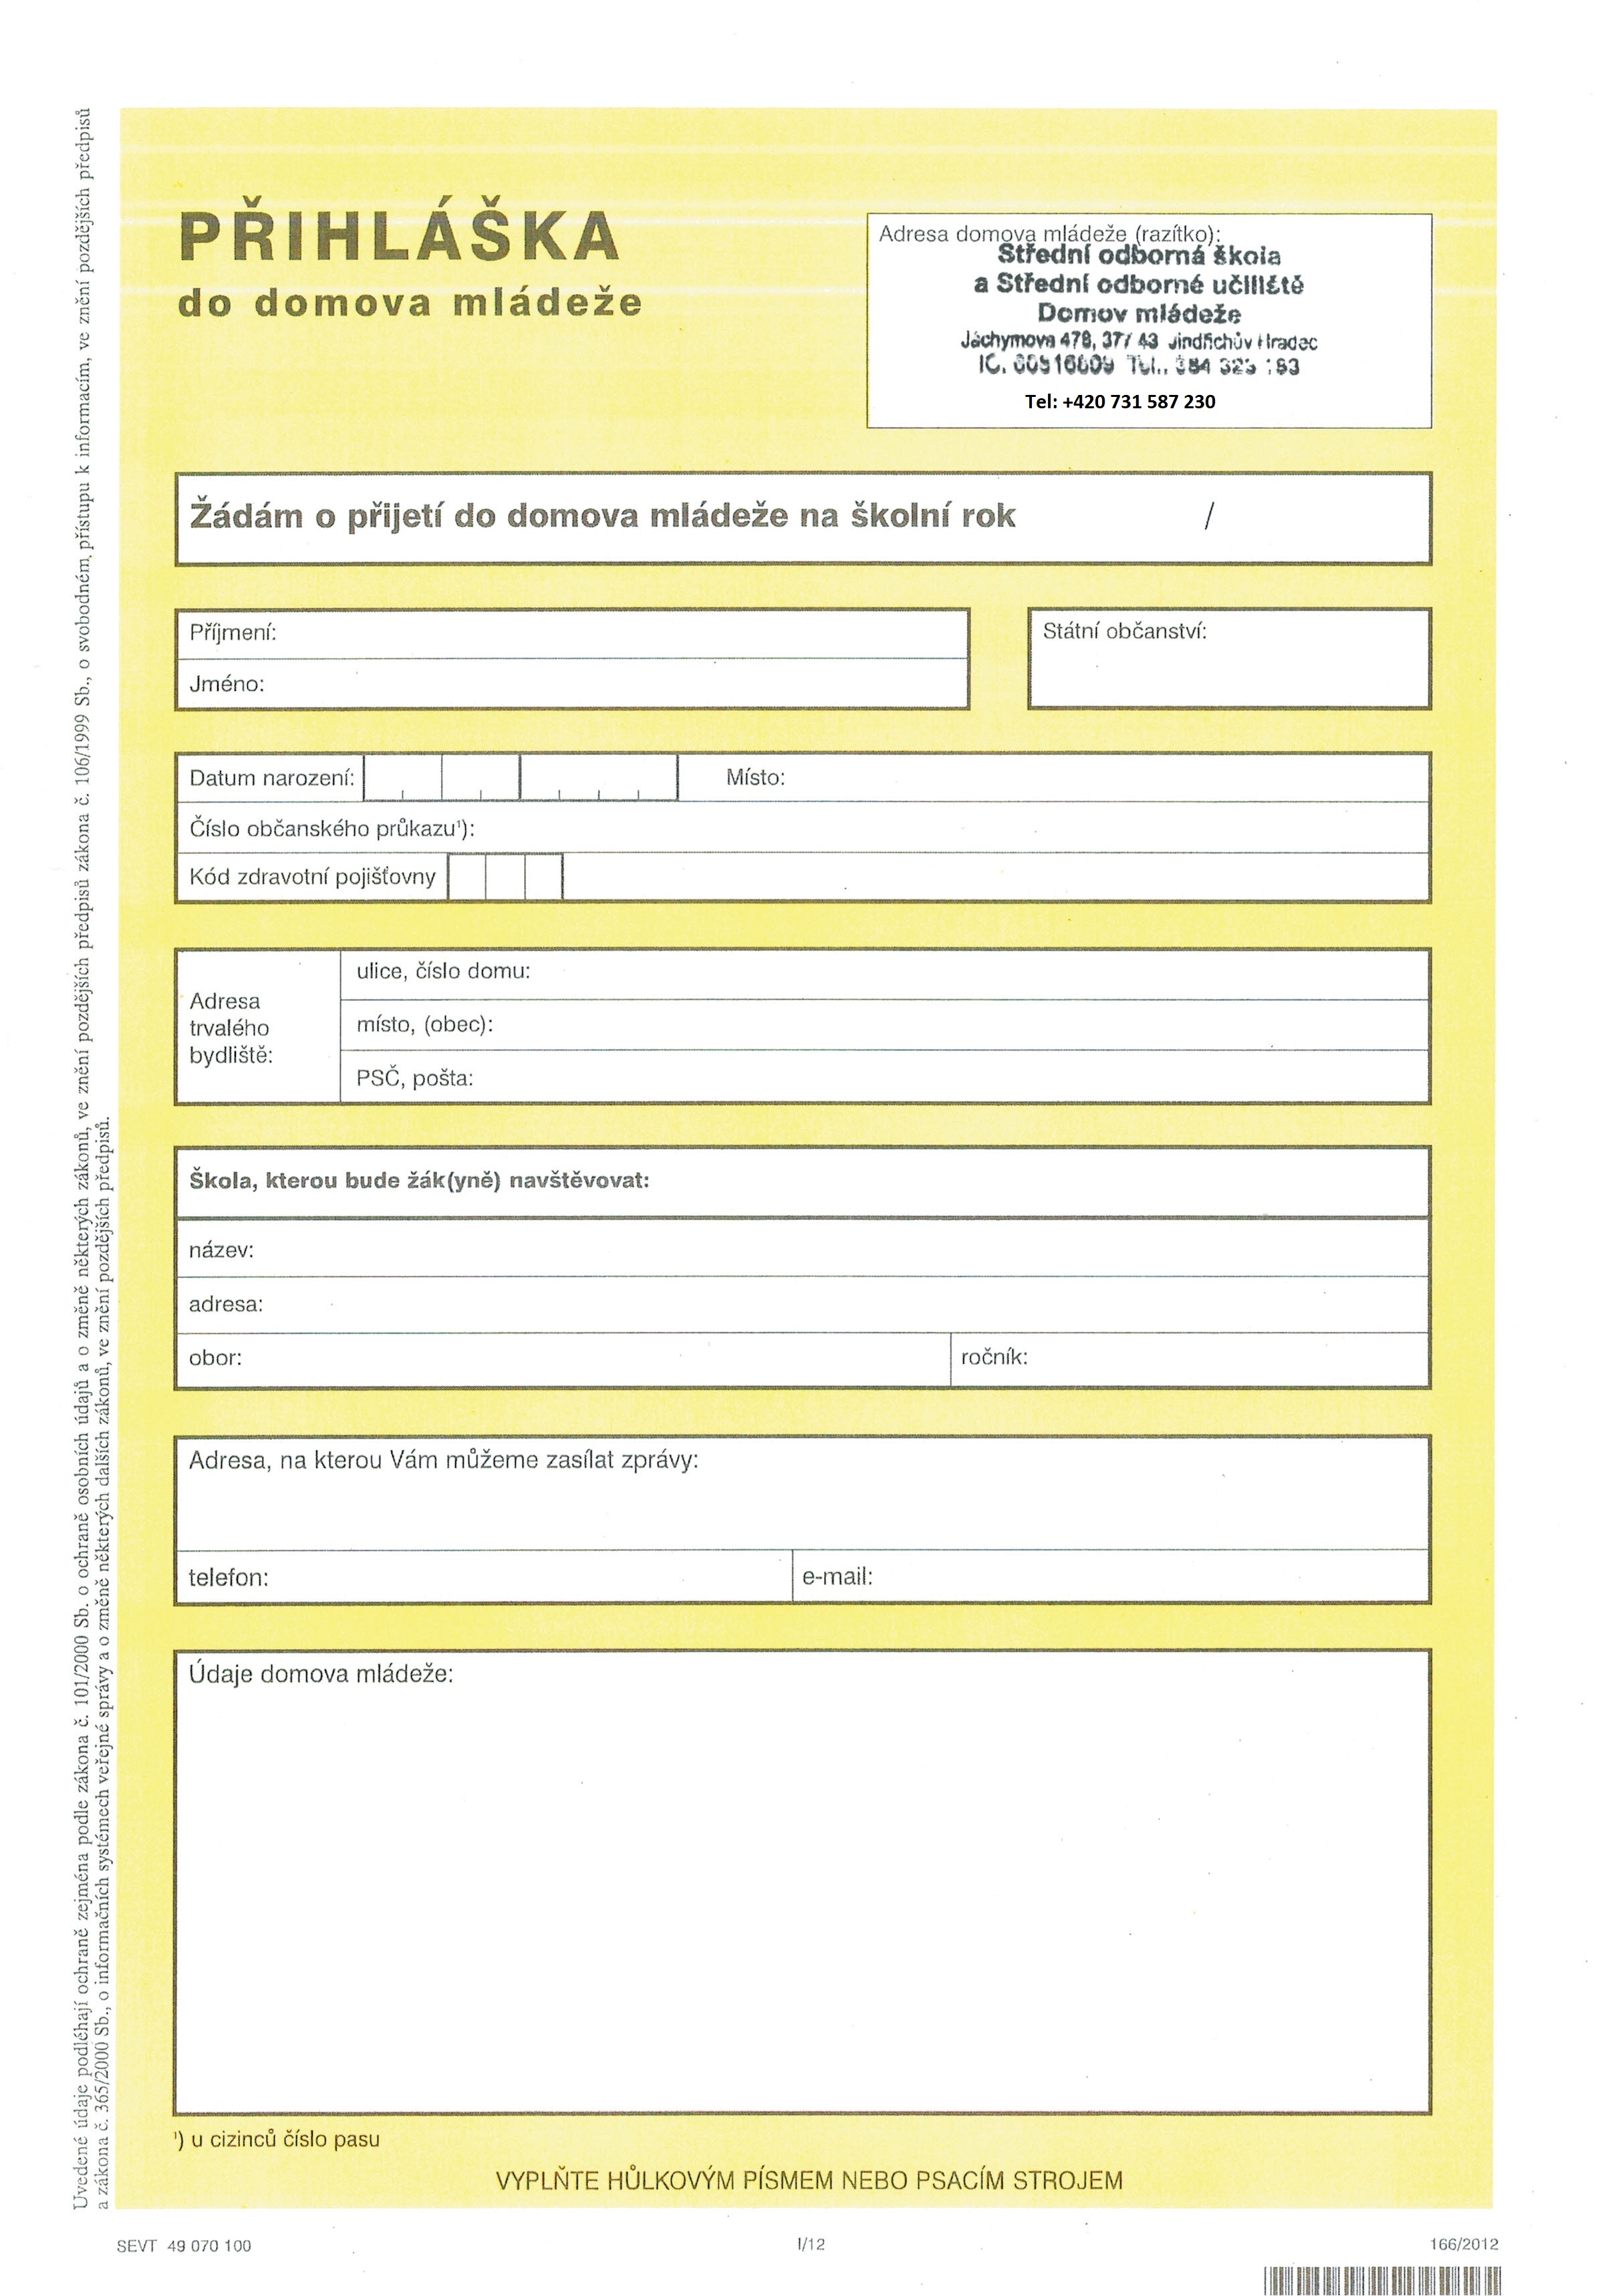 PŘIHLÁŠKA
do domova mládeže
Adresa domova mládeže (razítko):
Střední odborná škola
a Střední odborné učiliště
Domov mládeže
Jáchymova 478, 377 43 Jindřichův Hradec
IČ. Tel.:
Tel: +420 731 587 230
Žádám o přijetí do domova mládeže na školní rok /
Příjmení:
Státní občanství:
Jméno:
Datum narození: Místo:
Číslo občanského průkazu¹):
Kód zdravotní pojišťovny
Adresa
trvalého
bydliště:
ulice, číslo domu:
místo, (obec):
PSČ, pošta:
Škola, kterou bude žák(yně) navštěvovat:
název:
adresa:
obor: ročník:
Adresa, na kterou Vám můžeme zasílat zprávy:
telefon: e-mail:
Údaje domova mládeže:
¹) u cizinců číslo pasu
VYPLŇTE HŮLKOVÝM PÍSMEM NEBO PSACÍM STROJEM
SEVT 49 070 100 I/12 166/2012
Uvedené údaje podléhají ochraně zejména podle zákona č. 101/2000 Sb. o ochraně osobních údajů a o změně některých zákonů, ve znění pozdějších předpisů zákona č. 106/1999 Sb., o svobodném přístupu k informacím, ve znění pozdějších předpisů
a zákona č. 365/2000 Sb., o informačních systémech veřejné správy a o změně některých dalších zákonů, ve znění pozdějších předpisů.